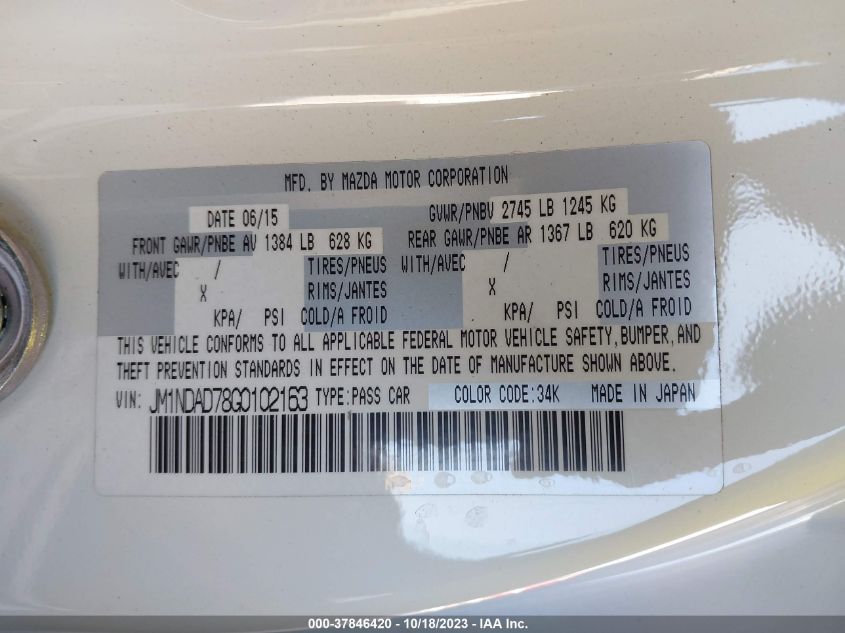 MFD. BY MAZDA MOTOR CORPORATION
DATE 06/15 GVWR/PNBV 2745 LB 1245 KG
FRONT GAWR/PNBE AV 1384 LB 628 KG REAR GAWR/PNBE AR 1367 LB 620 KG
WITH/AVEC / TIRES/PNEUS WITH/AVEC / TIRES/PNEUS
X RIMS/JANTES X RIMS/JANTES
KPA/ PSI COLD/A FROID KPA/ PSI COLD/A FROID
THIS VEHICLE CONFORMS TO ALL APPLICABLE FEDERAL MOTOR VEHICLE SAFETY, BUMPER, AND
THEFT PREVENTION STANDARDS IN EFFECT ON THE DATE OF MANUFACTURE SHOWN ABOVE.
VIN: JM1NDAD78G0102163 TYPE:PASS CAR COLOR CODE:34K MADE IN JAPAN
000-37846420 - 10/18/2023 - IAA Inc.